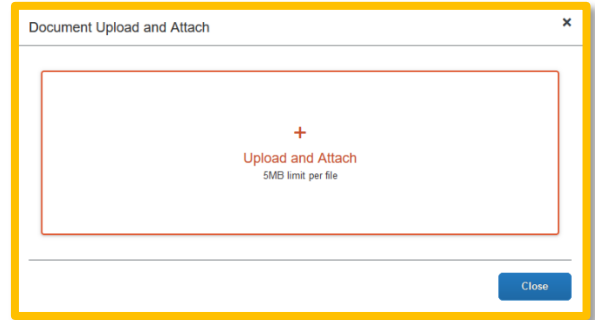 Document Upload and Attach ×
+
Upload and Attach
5MB limit per file
Close